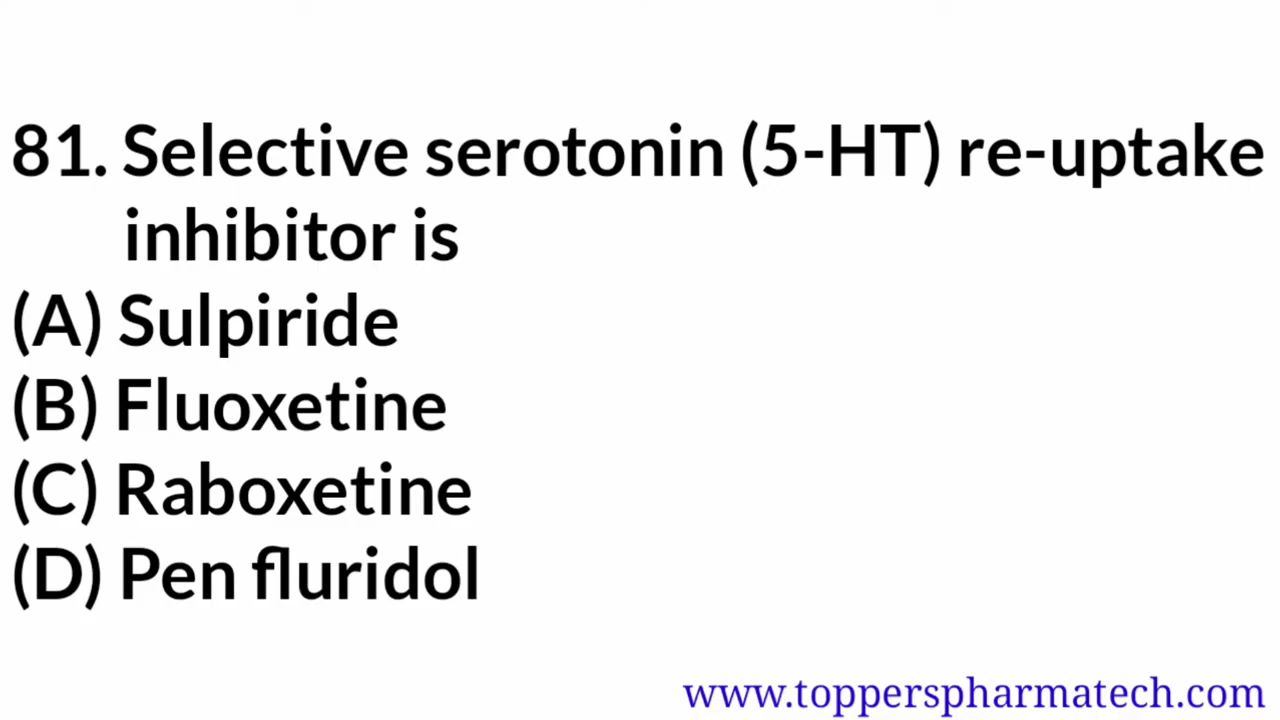 81. Selective serotonin (5-HT) re-uptake
inhibitor is
(A) Sulpiride
(B) Fluoxetine
(C) Raboxetine
(D) Pen fluridol
www.topperspharmatech.com